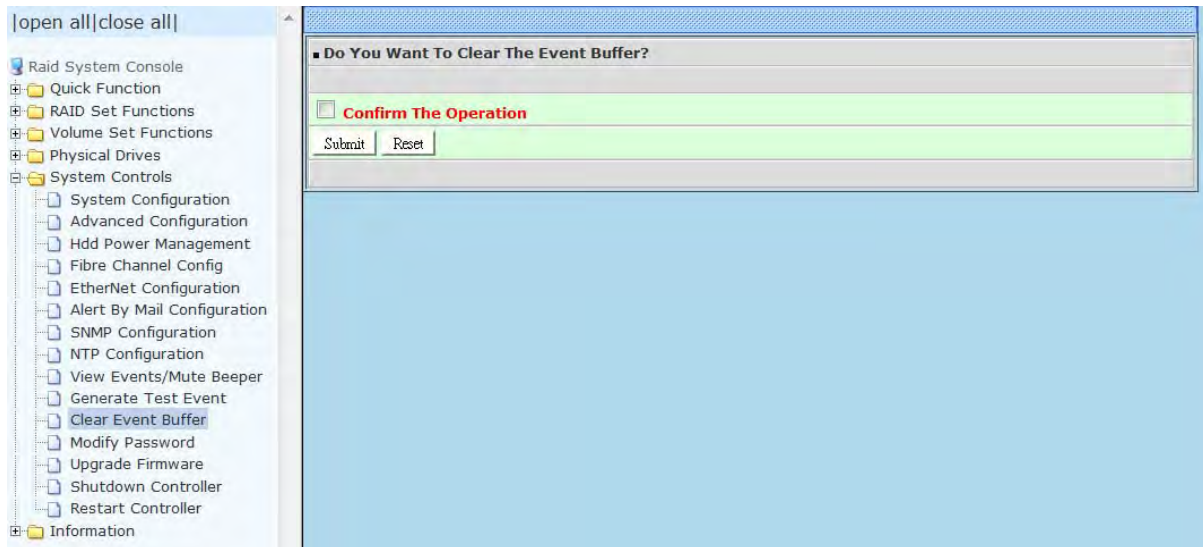 |open all|close all|
Raid System Console
Quick Function
RAID Set Functions
Volume Set Functions
Physical Drives
System Controls
System Configuration
Advanced Configuration
Hdd Power Management
Fibre Channel Config
EtherNet Configuration
Alert By Mail Configuration
SNMP Configuration
NTP Configuration
View Events/Mute Beeper
Generate Test Event
Clear Event Buffer
Modify Password
Upgrade Firmware
Shutdown Controller
Restart Controller
Information
Do You Want To Clear The Event Buffer?
Confirm The Operation
Submit Reset